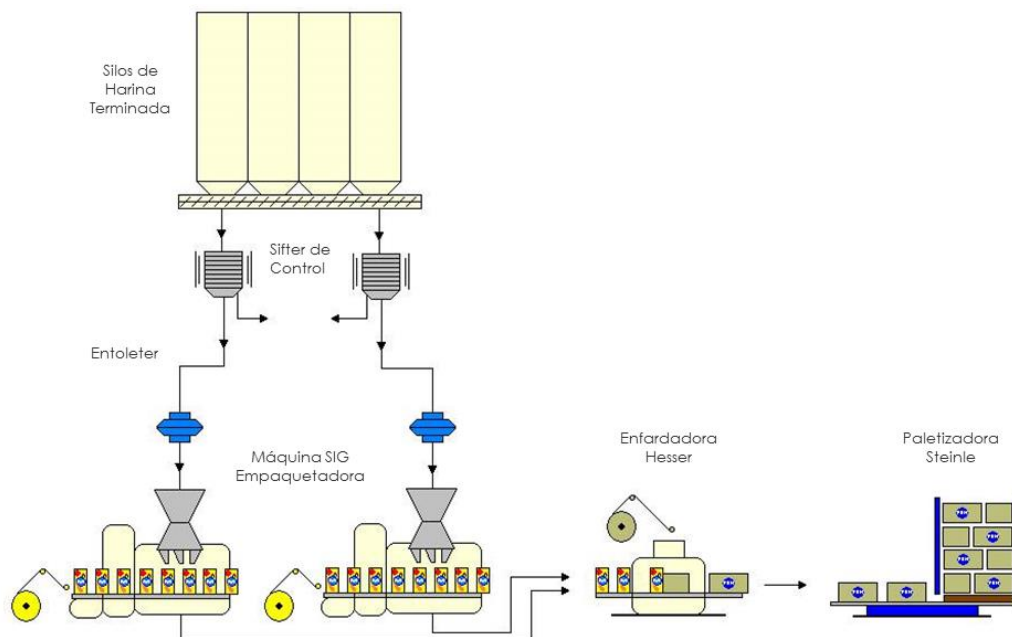 Silos de
Harina
Terminada
Sifter de
Control
Entoleter
Máquina SIG
Empaquetadora
Enfardadora
Hesser
Paletizadora
Steinle